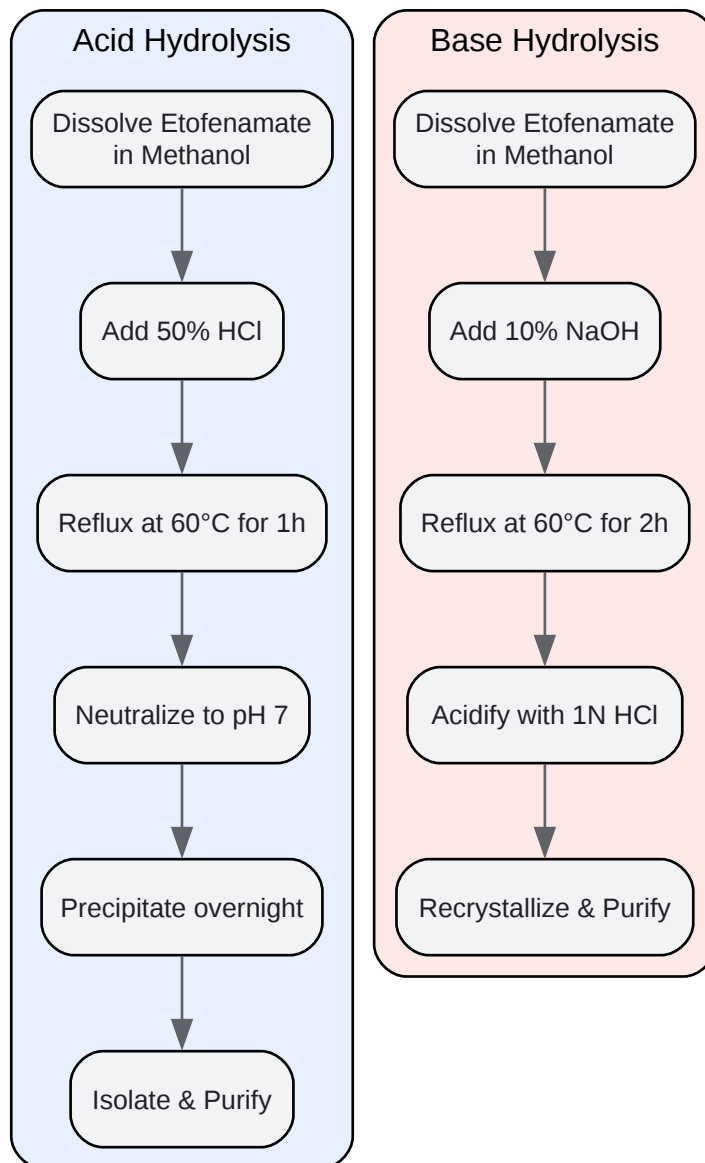 Acid Hydrolysis
Dissolve Etofenamate
in Methanol
Add 50% HCl
Reflux at 60°C for 1h
Neutralize to pH 7
Precipitate overnight
Isolate & Purify
Base Hydrolysis
Dissolve Etofenamate
in Methanol
Add 10% NaOH
Reflux at 60°C for 2h
Acidify with 1N HCl
Recrystallize & Purify